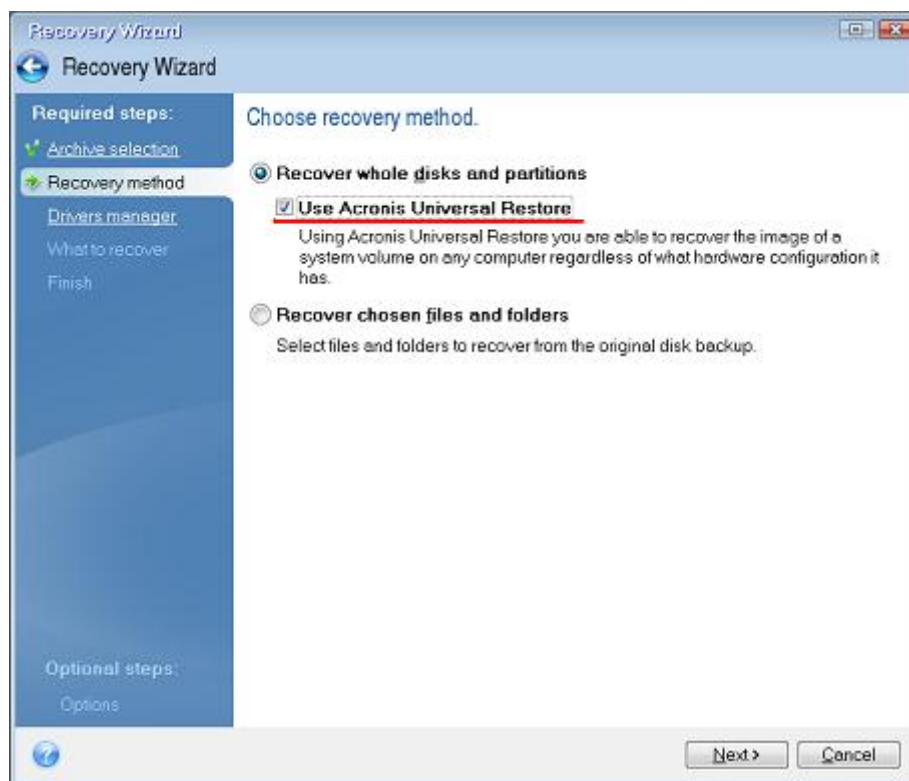 Recovery Wizard
Recovery Wizard
Required steps:
Archive selection
Recovery method
Drivers manager
What to recover
Finish
Optional steps:
Options
Choose recovery method.
Recover whole disks and partitions
Use Acronis Universal Restore
Using Acronis Universal Restore you are able to recover the image of a
system volume on any computer regardless of what hardware configuration it
has.
Recover chosen files and folders
Select files and folders to recover from the original disk backup.
?
Next >
Cancel